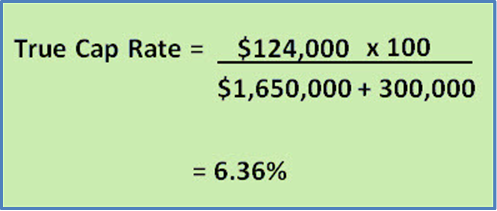 True Cap Rate = $124,000 x 100
$1,650,000 + 300,000
= 6.36%